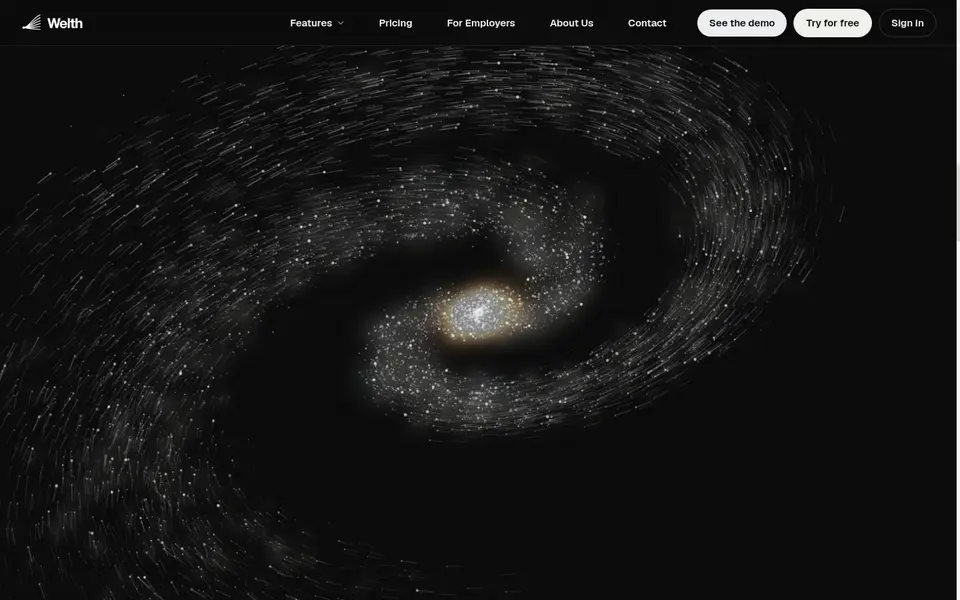 Welth
Features
Pricing
For Employers
About Us
Contact
See the demo
Try for free
Sign in